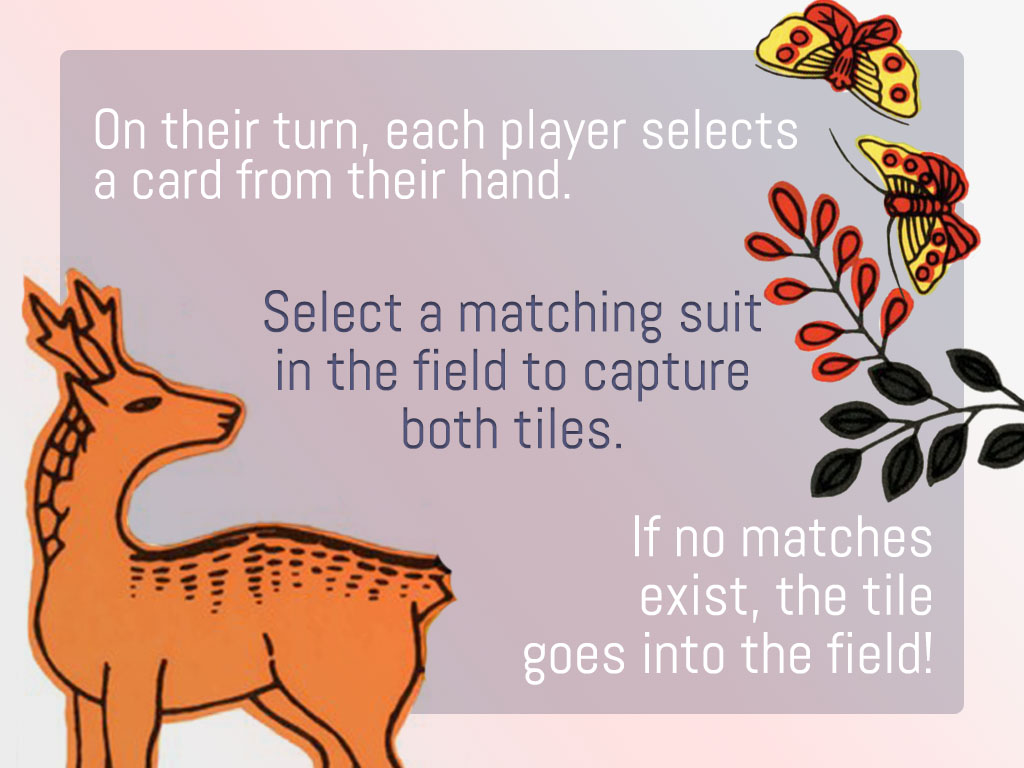 On their turn, each player selects
a card from their hand.
Select a matching suit
in the field to capture
both tiles.
If no matches
exist, the tile
goes into the field!